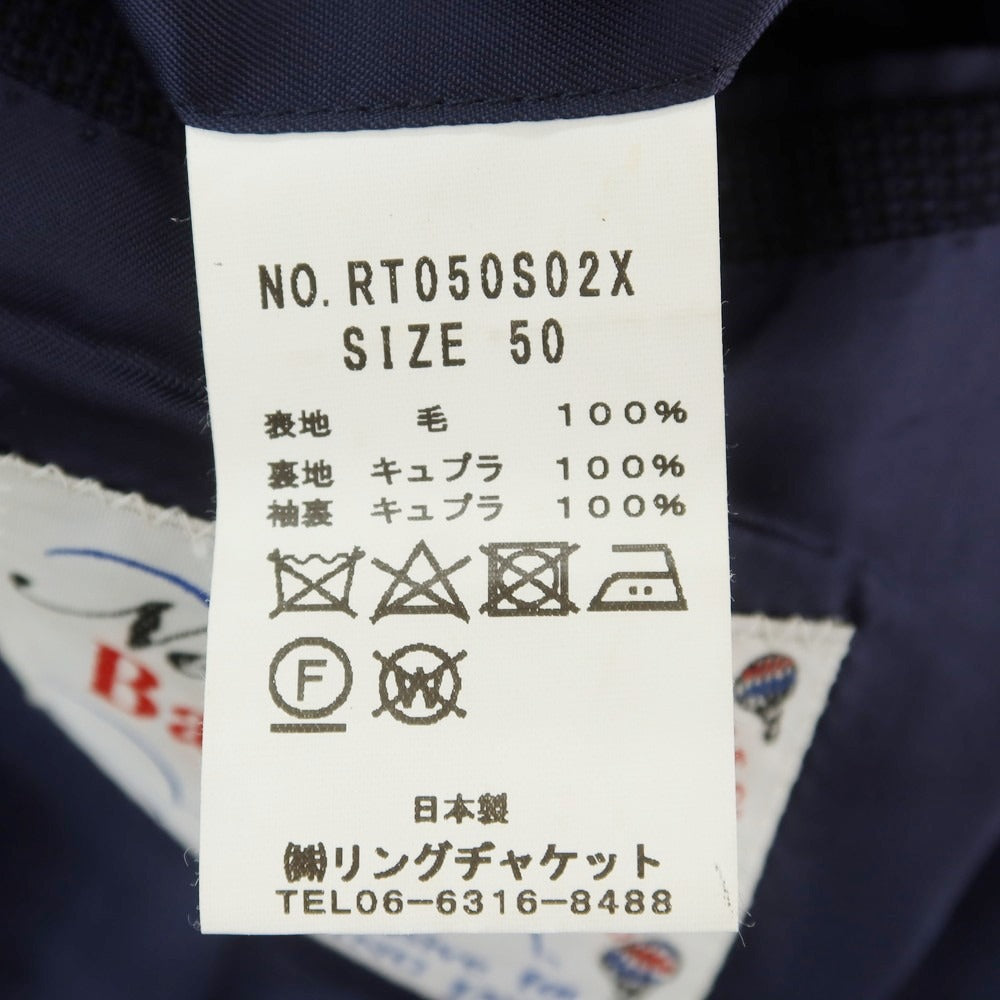 NO. RT050S02X
SIZE 50
表地 毛 100%
裏地 キュプラ 100%
袖裏 キュプラ 100%
F
W
日本製
㈱リングヂャケット
TEL06-6316-8488